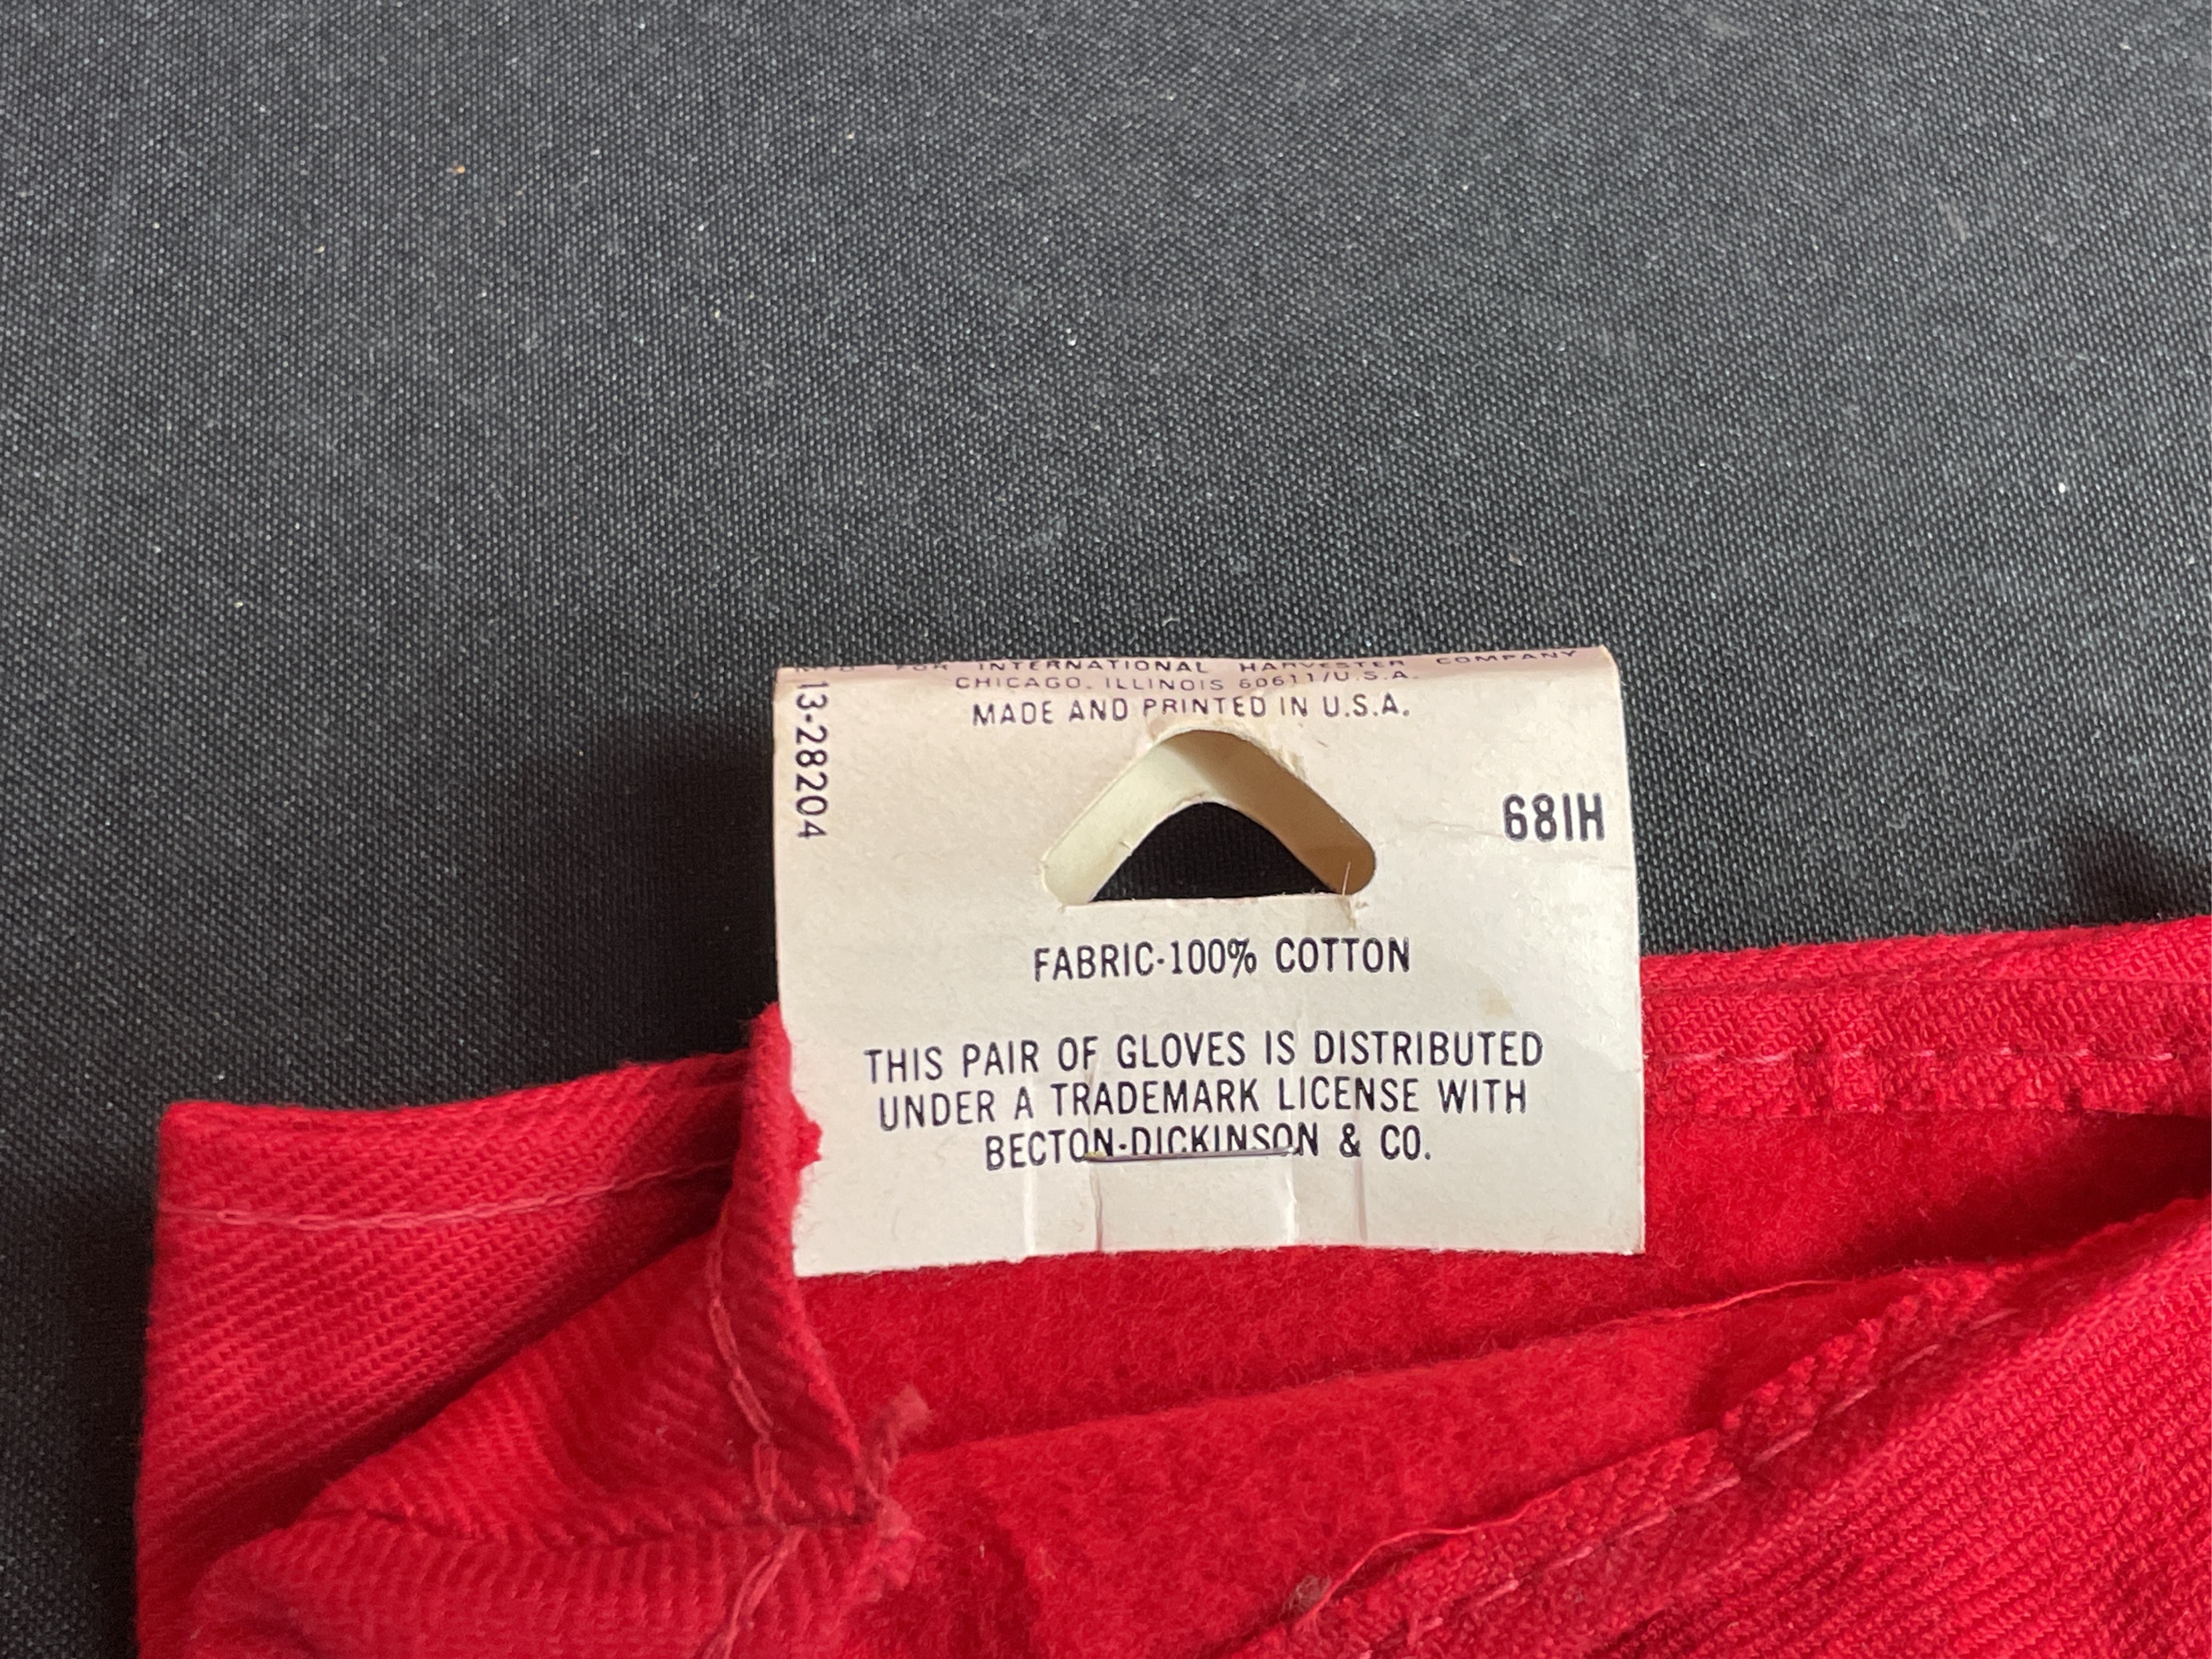 MFD FOR INTERNATIONAL HARVESTER COMPANY
CHICAGO, ILLINOIS 60611/U.S.A.
MADE AND PRINTED IN U.S.A.
13-28204
68IH
FABRIC-100% COTTON
THIS PAIR OF GLOVES IS DISTRIBUTED
UNDER A TRADEMARK LICENSE WITH
BECTON-DICKINSON & CO.